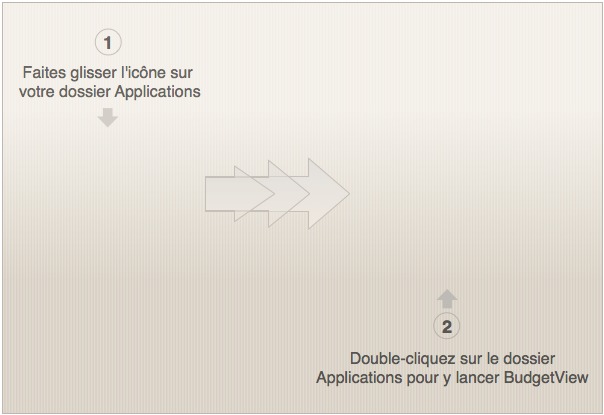 1
Faites glisser l'icône sur
votre dossier Applications
2
Double-cliquez sur le dossier
Applications pour y lancer BudgetView